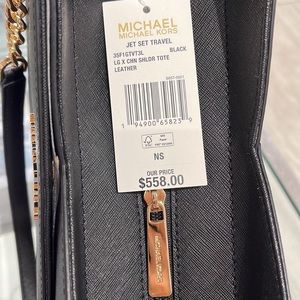 MICHAEL
MICHAEL KORS
JET SET TRAVEL
35F1GTVT3L BLACK
LG X CHN SHLDR TOTE
LEATHER
1 94900 65823 9
NS
OUR PRICE
$558.00
MICHAEL KORS